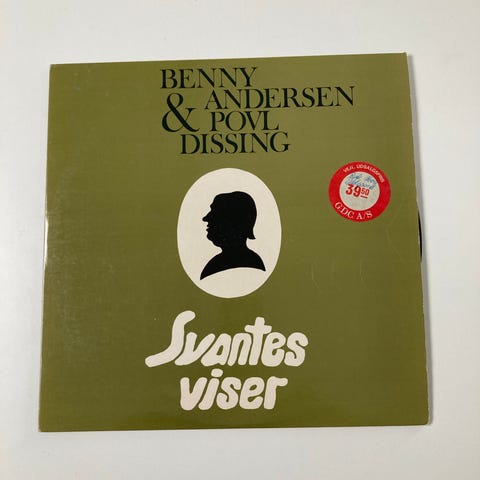 BENNY
& ANDERSEN
POVL
DISSING
VEJL. UDSALGSPRIS
39.50
GDC A/S
Svantes
viser